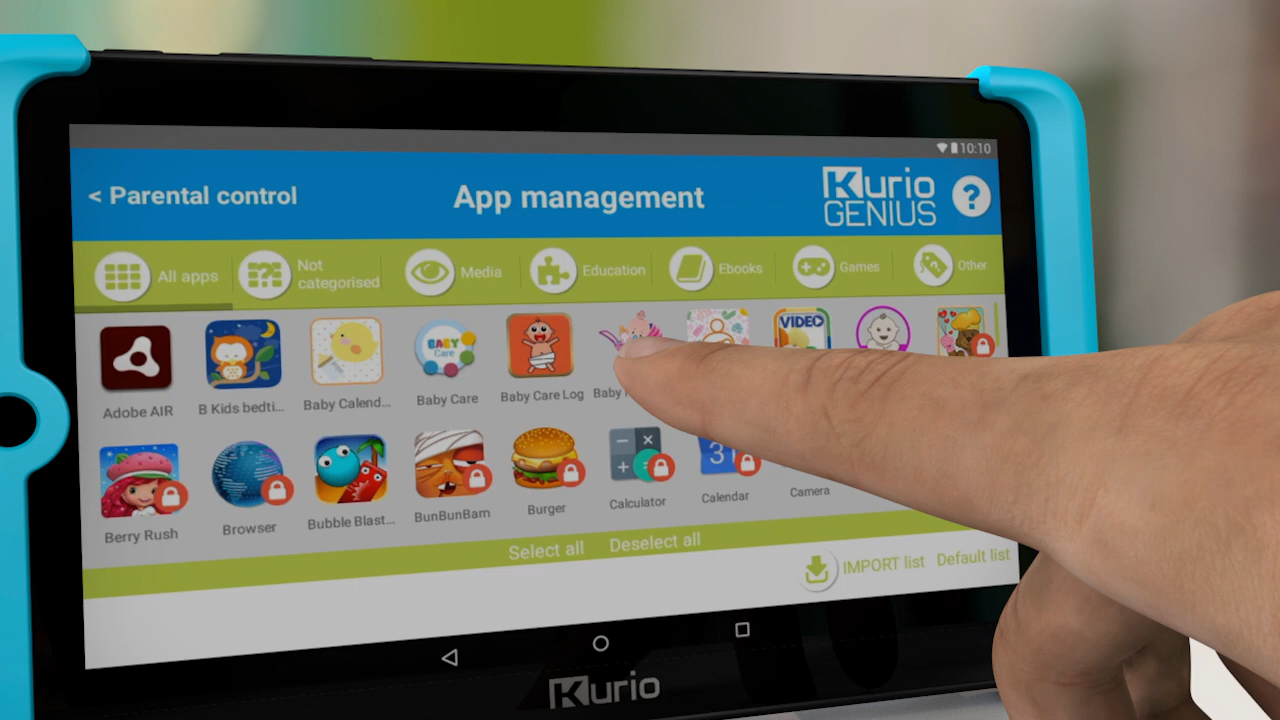 10:10
< Parental control
App management
Kurio
GENIUS
?
All apps
Not
categorised
Media
Education
Ebooks
Games
Other
BABY
Care
VIDEO
Adobe AIR
B Kids bedti...
Baby Calend...
Baby Care
Baby Care Log
Baby
Berry Rush
Browser
Bubble Blast...
BunBunBam
Burger
Calculator
Calendar
Camera
Select all
Deselect all
IMPORT list
Default list
Kurio